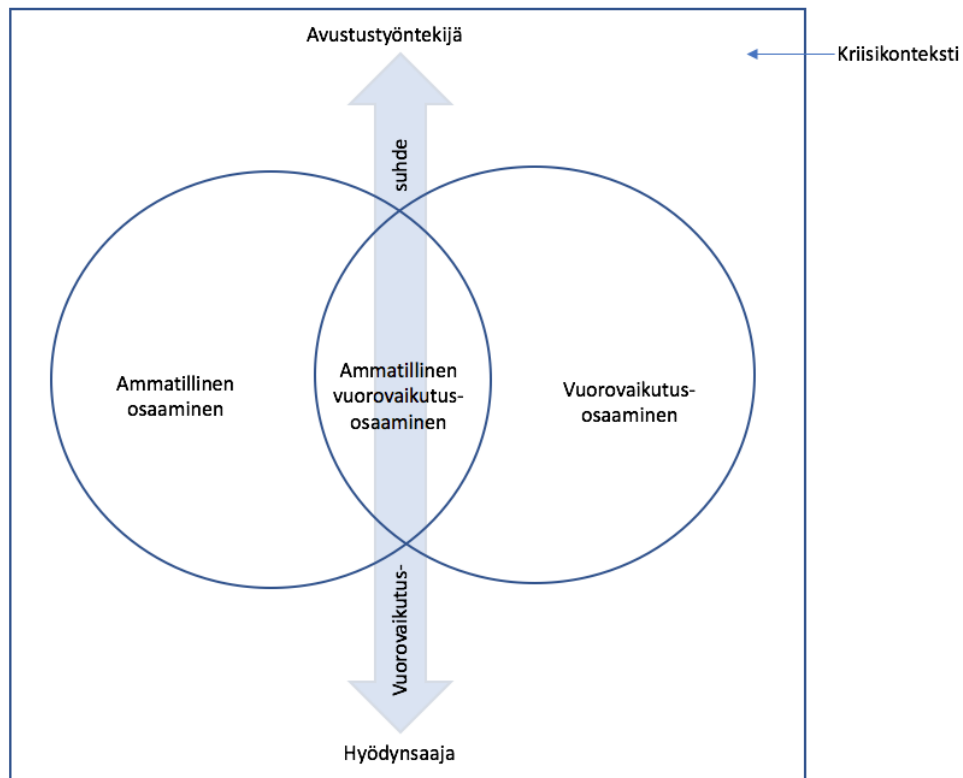 Avustustyöntekijä
Kriisikonteksti
suhde
Ammatillinen
osaaminen
Ammatillinen
vuorovaikutus-
osaaminen
Vuorovaikutus-
osaaminen
Vuorovaikutus-
Hyödynsaaja